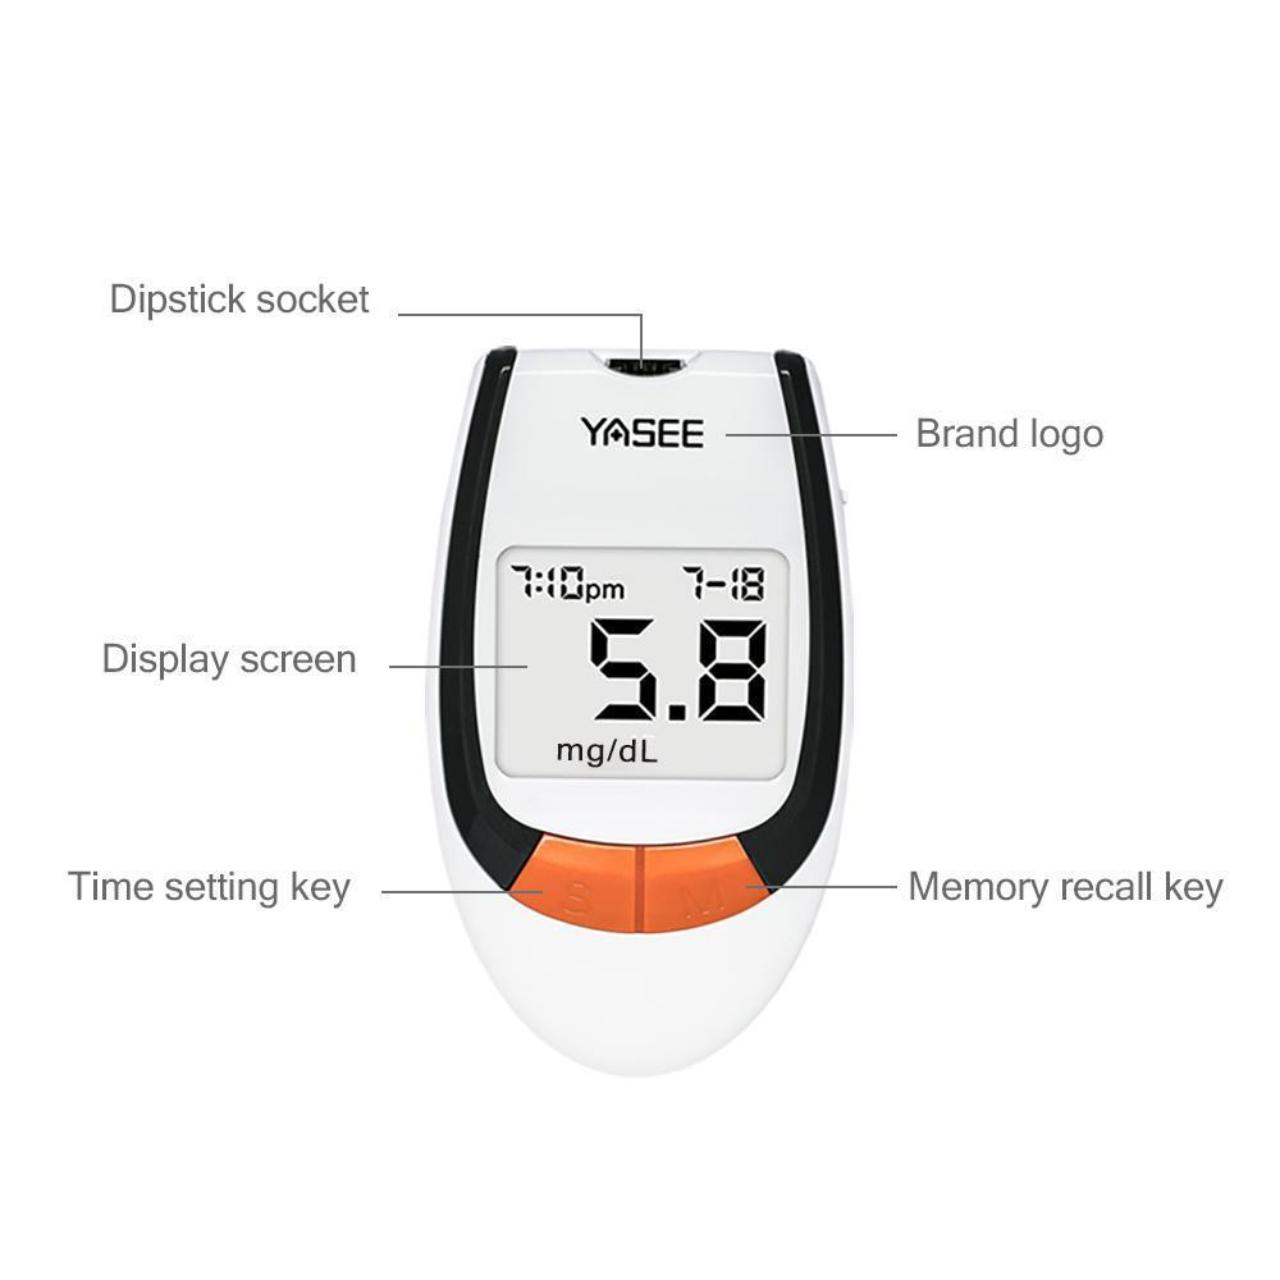 Dipstick socket
YASEE
Brand logo
7:10pm 7-18
5.8
Display screen
mg/dL
Time setting key
S
M
Memory recall key